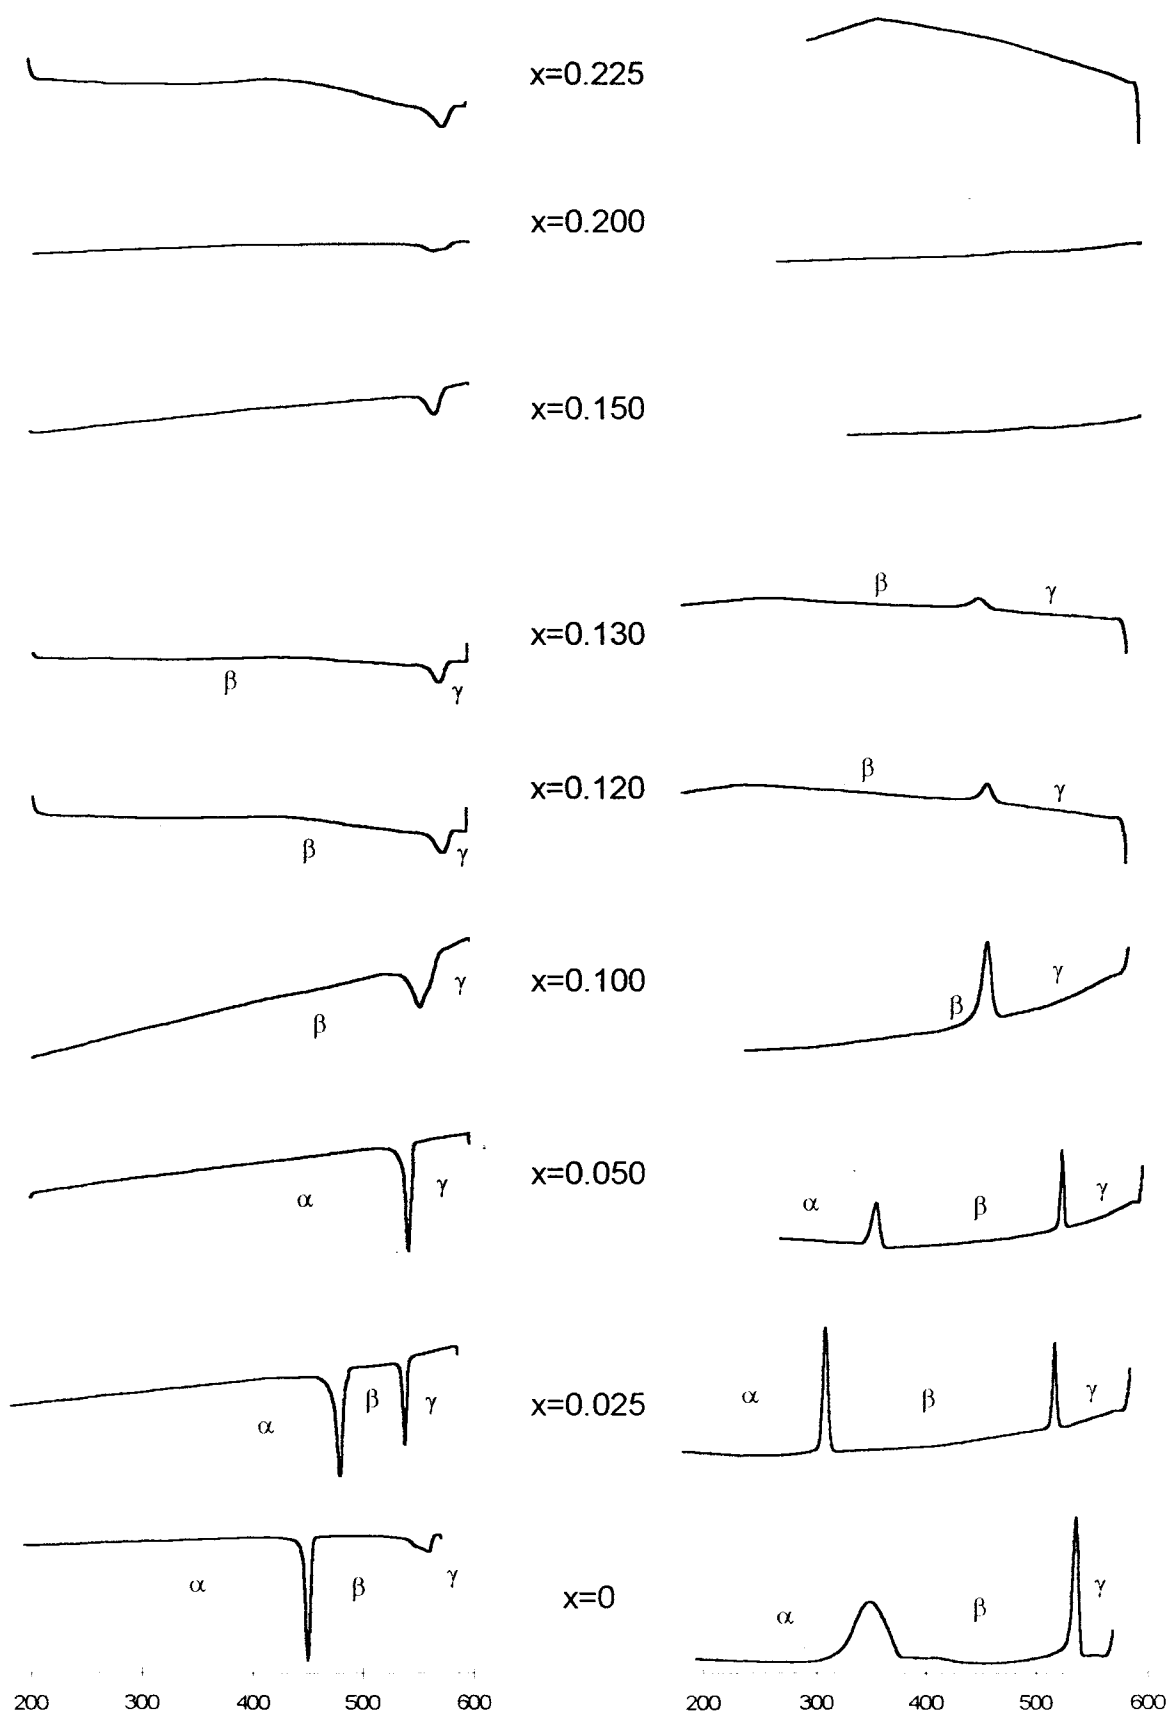 x=0.225
x=0.200
x=0.150
β γ
x=0.130
β γ
β
x=0.120
γ
β γ
γ
γ x=0.100
β
β
γ
x=0.050
α γ
α β
α β γ
β γ x=0.025
α
β γ
α x=0
α β
200 300 400 500 600 200 300 400 500 600